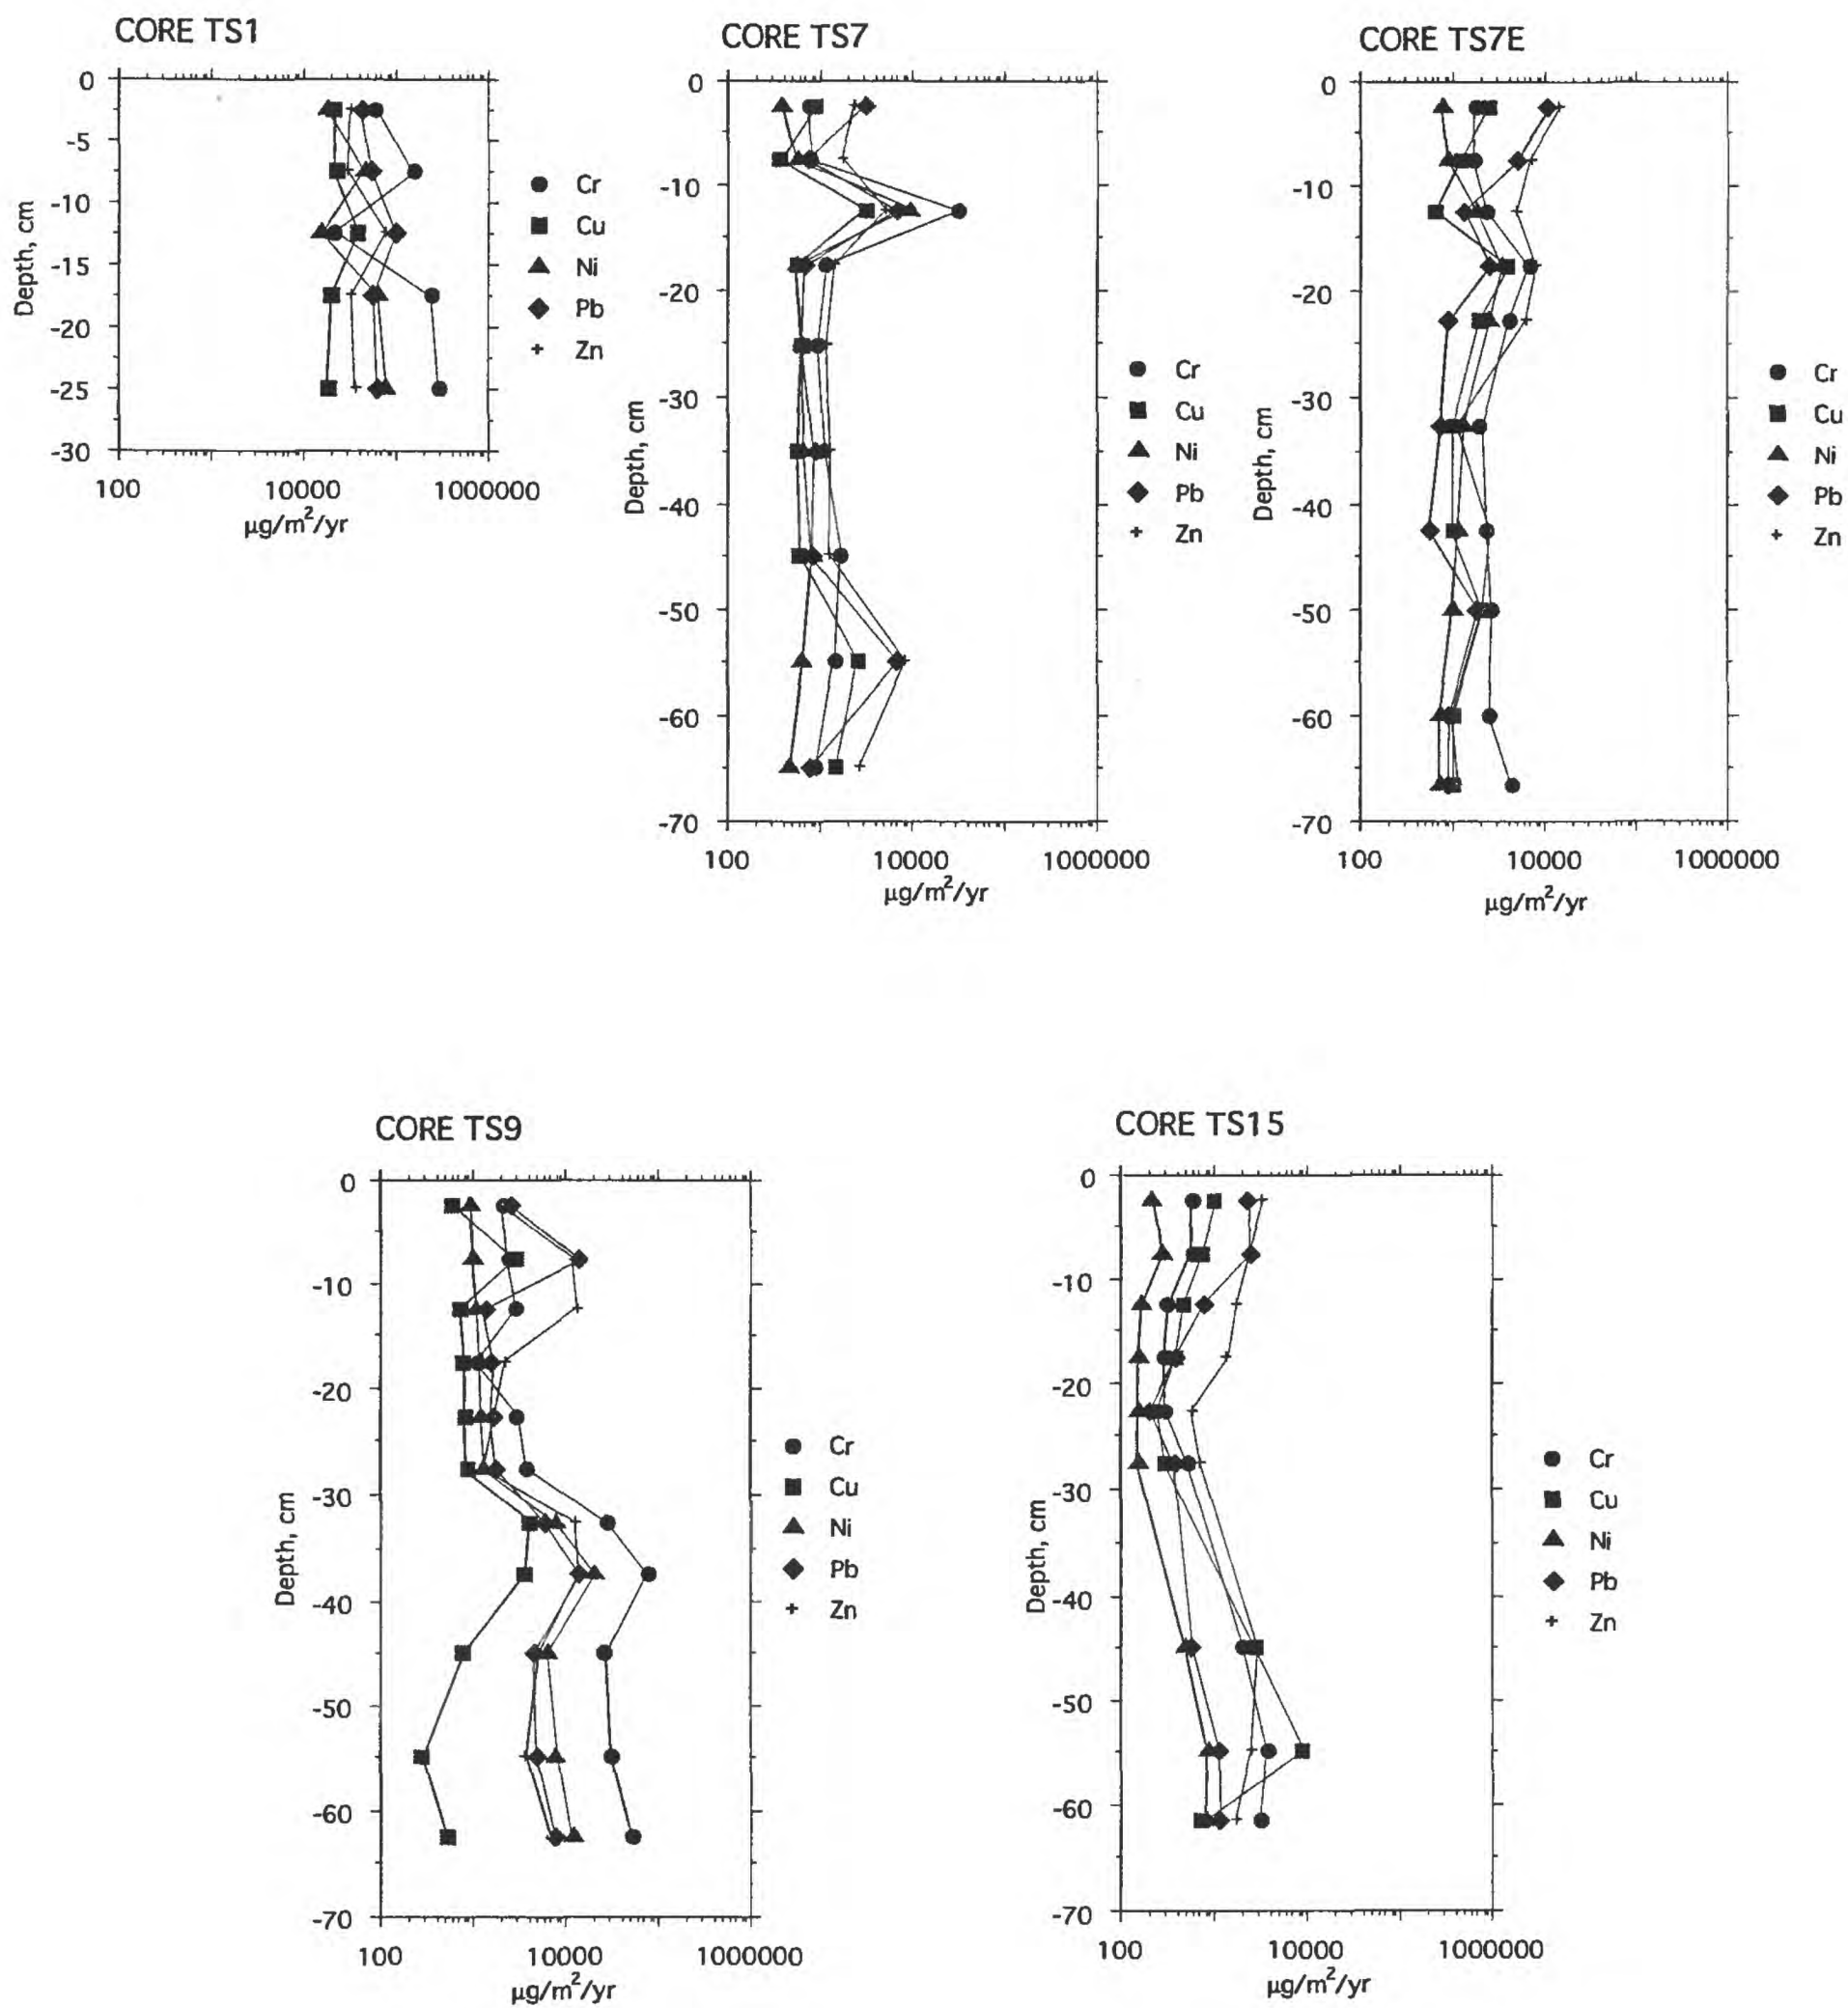 CORE TS1
0
-5
-10
-15
-20
-25
-30
Depth, cm
100
10000
1000000
µg/m²/yr
Cr
Cu
Ni
Pb
Zn
CORE TS7
0
-10
-20
-30
-40
-50
-60
-70
Depth, cm
100
10000
1000000
µg/m²/yr
Cr
Cu
Ni
Pb
Zn
CORE TS7E
0
-10
-20
-30
-40
-50
-60
-70
Depth, cm
100
10000
1000000
µg/m²/yr
Cr
Cu
Ni
Pb
Zn
CORE TS9
0
-10
-20
-30
-40
-50
-60
-70
Depth, cm
100
10000
1000000
µg/m²/yr
Cr
Cu
Ni
Pb
Zn
CORE TS15
0
-10
-20
-30
-40
-50
-60
-70
Depth, cm
100
10000
1000000
µg/m²/yr
Cr
Cu
Ni
Pb
Zn